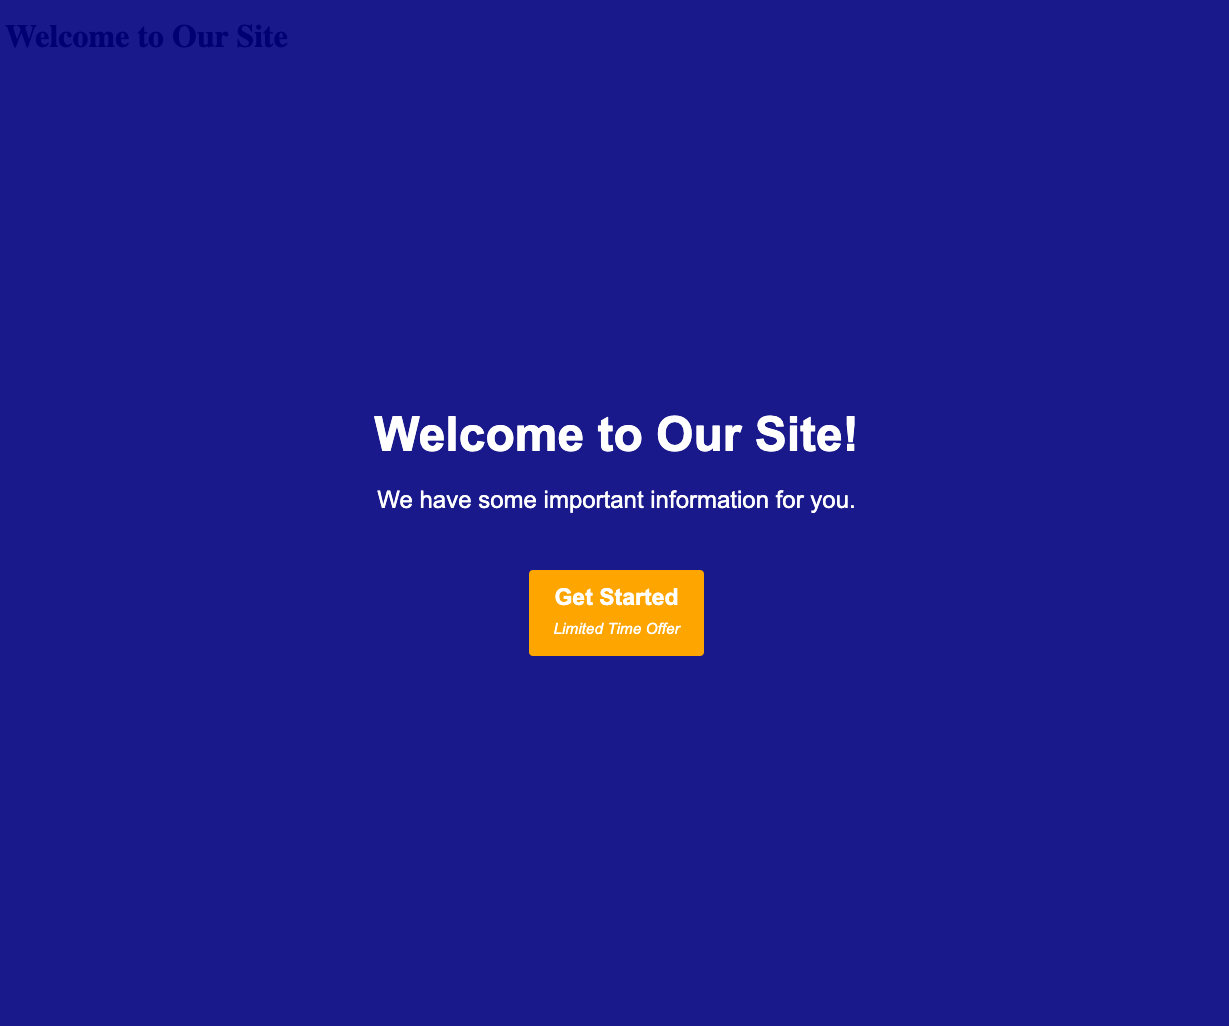 Welcome to Our Site
Welcome to Our Site!
We have some important information for you.
Get Started
Limited Time Offer